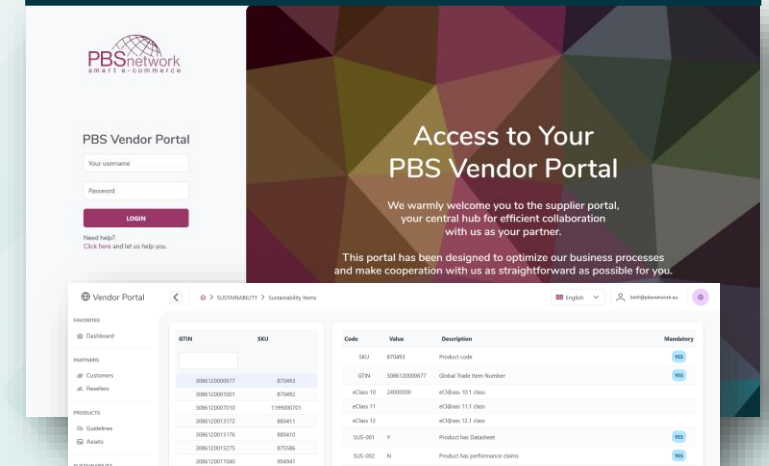 PBSnetwork
smart e-commerce
PBS Vendor Portal
Your username
Password
LOGIN
Need help?
Click here and let us help you.
Access to Your
PBS Vendor Portal
We warmly welcome you to the supplier portal,
your central hub for efficient collaboration
with us as your partner.
This portal has been designed to optimize our business processes
and make cooperation with us as straightforward as possible for you.
Vendor Portal
> SUSTAINABILITY > Sustainability Items
English
FAVORITES
Dashboard
PARTNERS
Customers
Resellers
PRODUCTS
Guidelines
Assets
SUSTAINABILITY
GTIN SKU
3086120000677 870493
3086120001001 870492
3086120007010 1199000701
3086120013172 880411
3086120015176 880410
3086120015275 875586
3086120017040 904941
Code Value Description Mandatory
SKU 870493 Product code YES
GTIN 3086120000677 Global Trade Item Number YES
eClass 10 24000000 eCl@ass 10.1 class
eClass 11 eCl@ass 11.1 class
eClass 12 eCl@ass 12.1 class
SUS-001 Y Product has Datasheet YES
SUS-002 N Product has performance claims YES